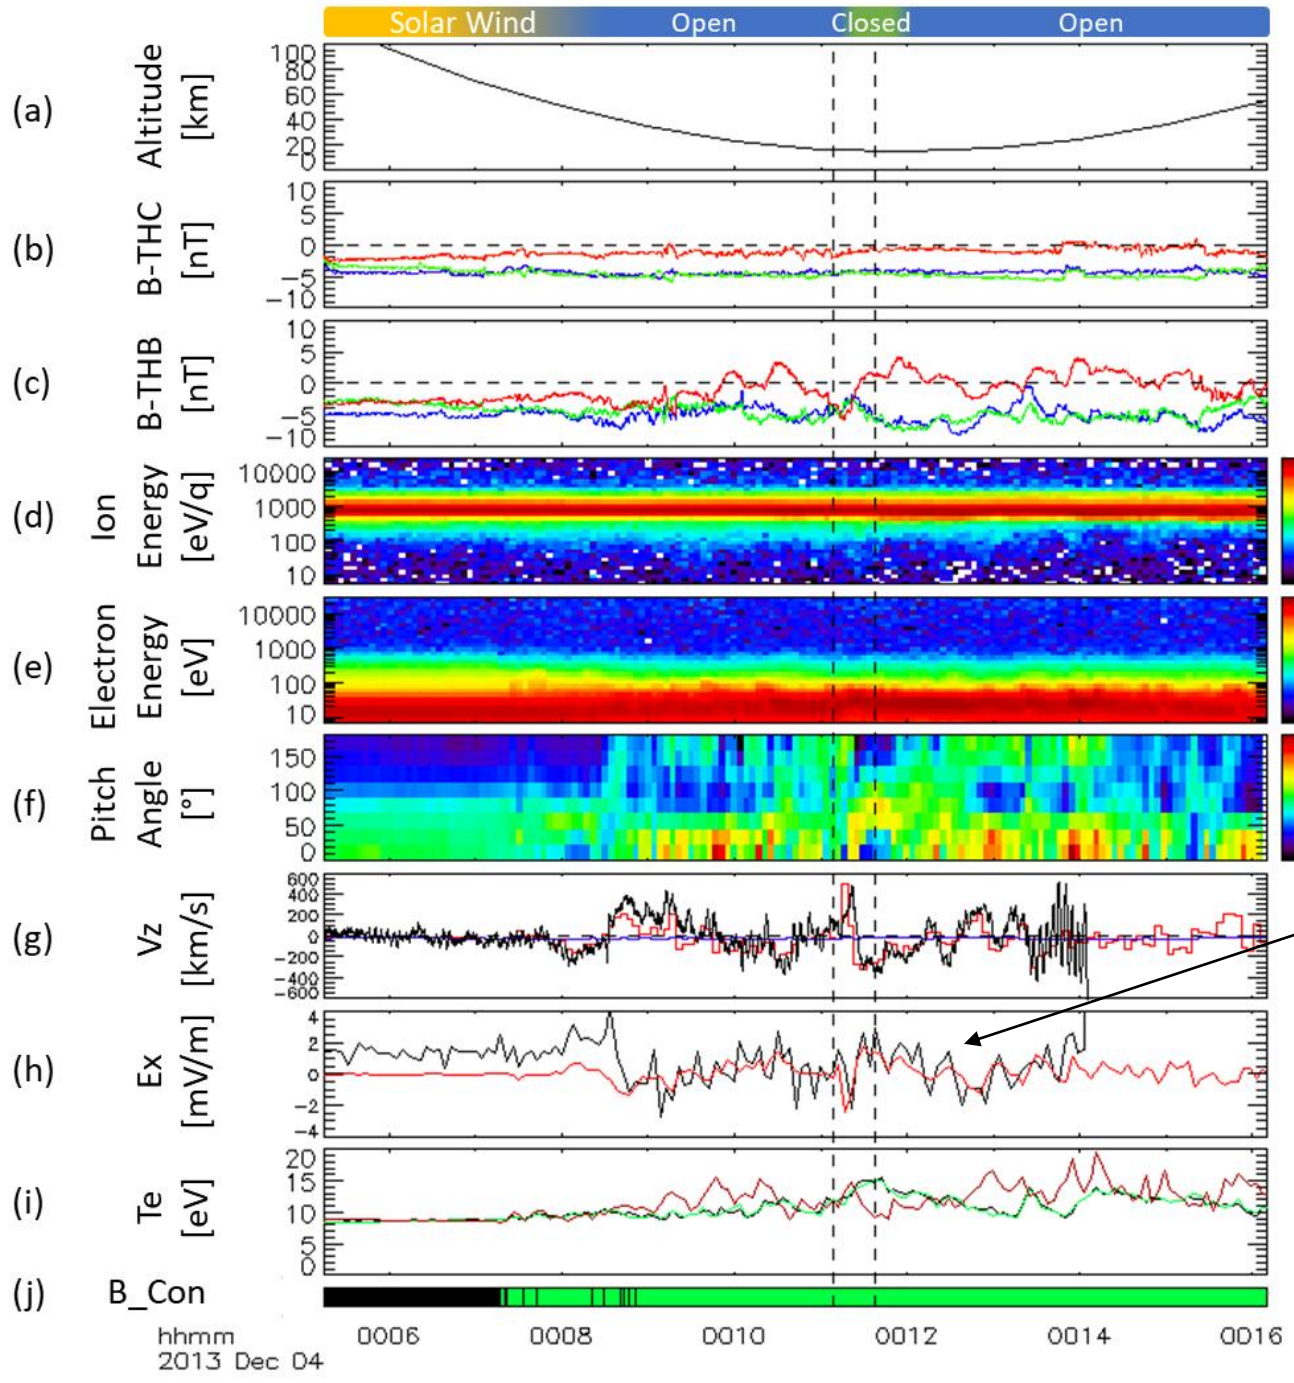 Solar Wind Open Closed Open
(a) Altitude [km] 100 80 60 40 20 0
(b) B-THC [nT] 10 5 0 −5 −10
(c) B-THB [nT] 10 5 0 −5 −10
(d) Ion Energy [eV/q] 10000 1000 100 10
(e) Electron Energy [eV] 10000 1000 100 10
(f) Pitch Angle [°] 150 100 50 0
(g) Vz [km/s] 600 400 200 0 −200 −400 −600
(h) Ex [mV/m] 4 2 0 −2 −4
(i) Te [eV] 20 15 10 5 0
(j) B_Con
hhmm 0006 0008 0010 0012 0014 0016
2013 Dec 04